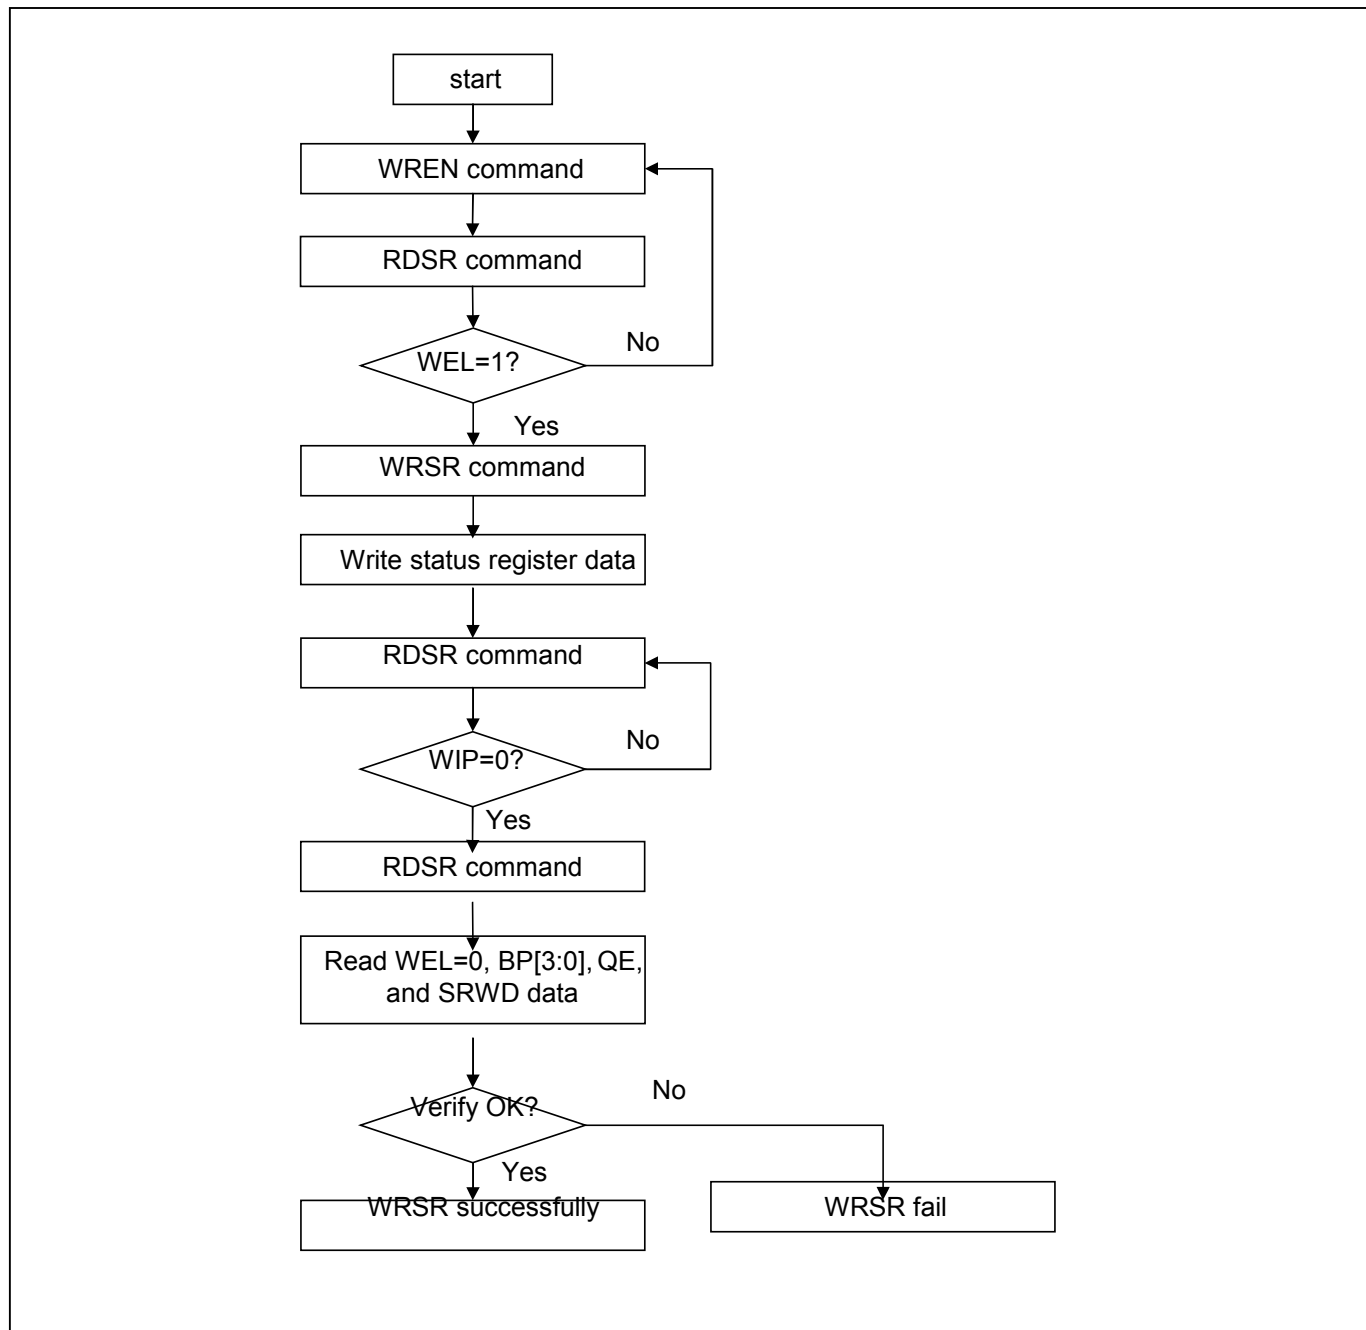 start
WREN command
RDSR command
WEL=1?
No
Yes
WRSR command
Write status register data
RDSR command
WIP=0?
No
Yes
RDSR command
Read WEL=0, BP[3:0], QE,
and SRWD data
Verify OK?
No
Yes
WRSR successfully
WRSR fail